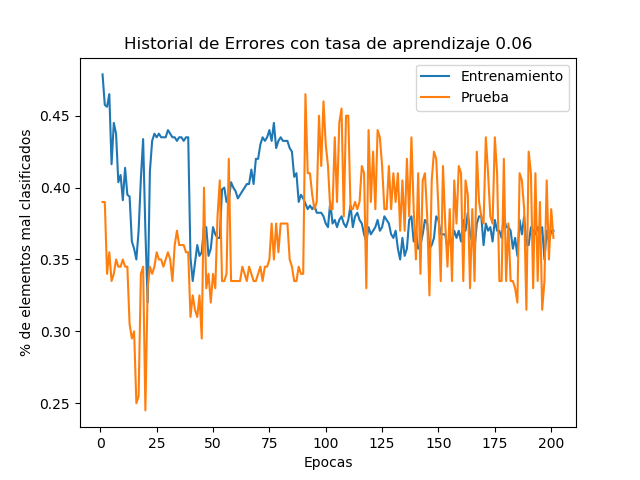 Historial de Errores con tasa de aprendizaje 0.06
Entrenamiento
Prueba
% de elementos mal clasificados
0.45
0.40
0.35
0.30
0.25
0 25 50 75 100 125 150 175 200
Epocas